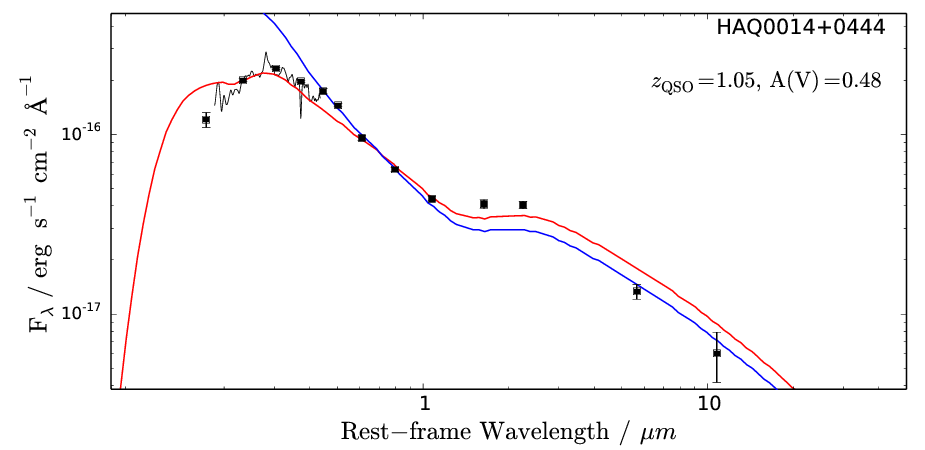 HAQ0014+0444
z_QSO=1.05, A(V)=0.48
F_λ / erg s⁻¹ cm⁻² Å⁻¹
10⁻¹⁶
10⁻¹⁷
1 10
Rest−frame Wavelength / μm